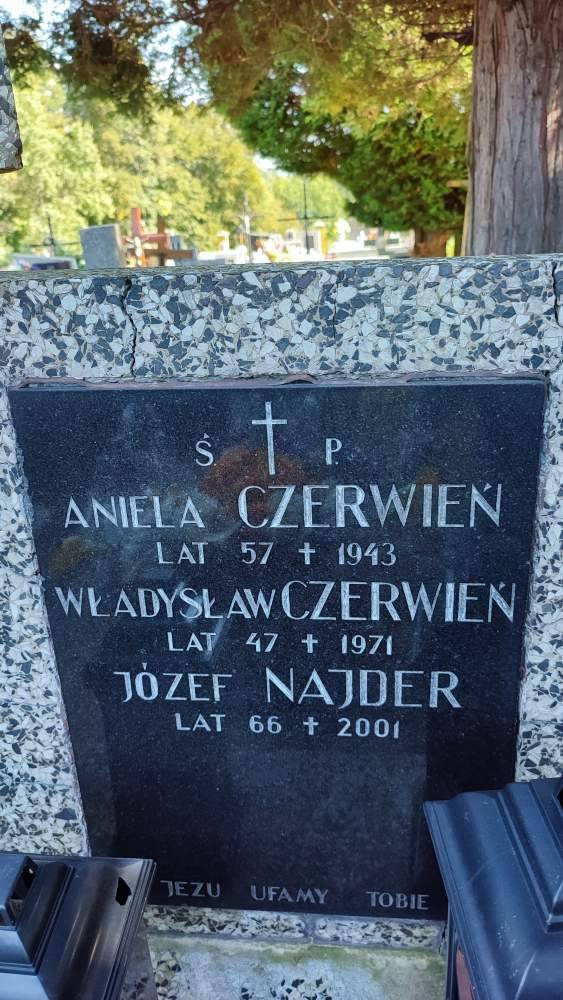 Ś P.
ANIELA CZERWIEŃ
LAT 57 † 1943
WŁADYSŁAW CZERWIEŃ
LAT 47 † 1971
JÓZEF NAJDER
LAT 66 † 2001
JEZU UFAMY TOBIE